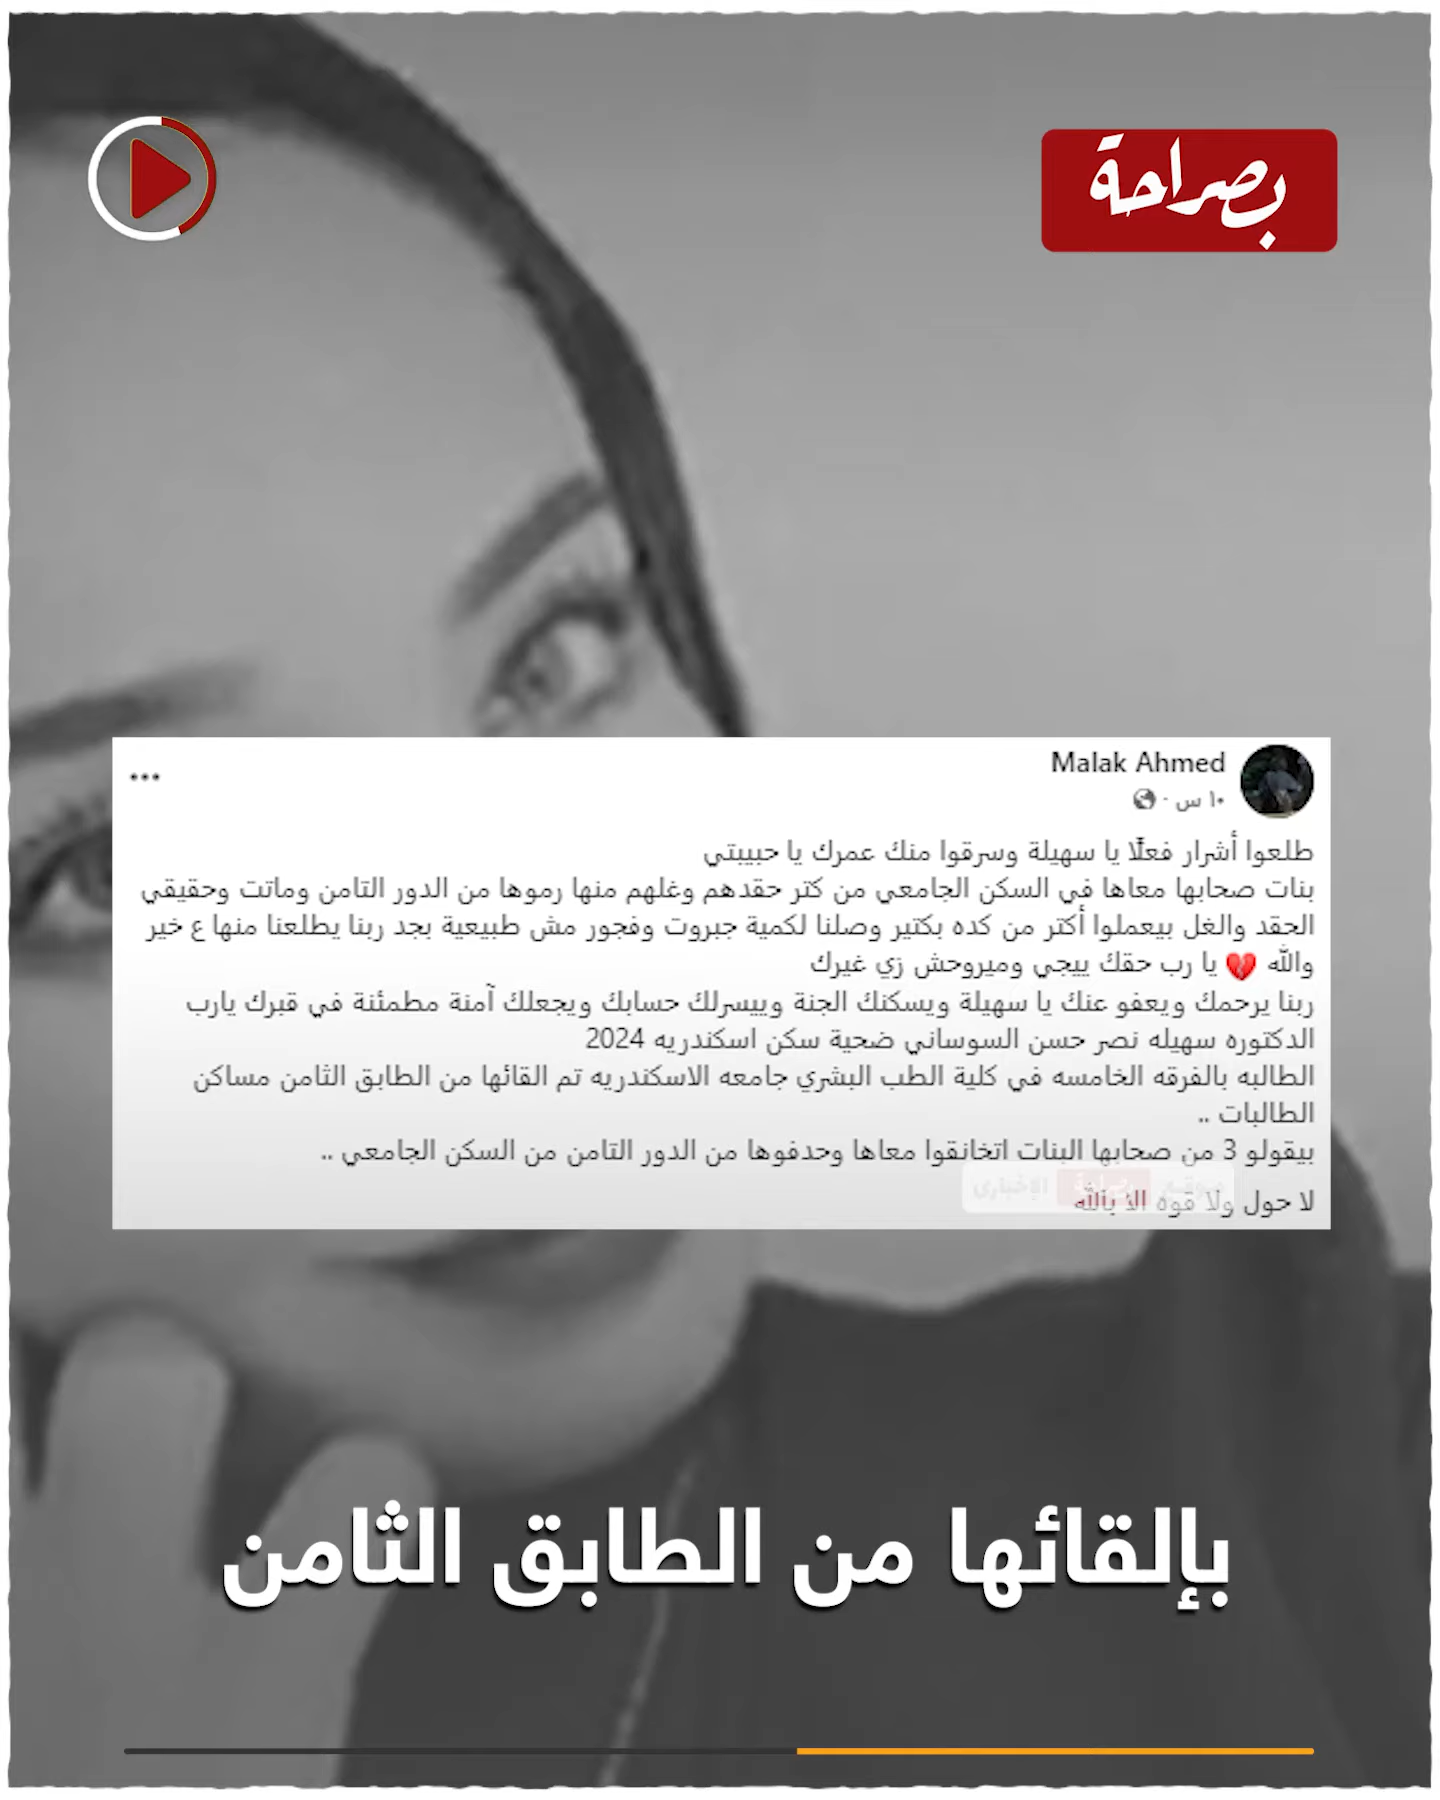 بصراحة
Malak Ahmed
١٠ س ·
طلعوا أشرار فعلًا يا سهيلة وسرقوا منك عمرك يا حبيبتي
بنات صحابها معاها في السكن الجامعي من كتر حقدهم وغلهم منها رموها من الدور التامن وماتت وحقيقي
الحقد والغل بيعملوا أكتر من كده بكتير وصلنا لكمية جبروت وفجور مش طبيعية بجد ربنا يطلعنا منها ع خير
والله 💔 يا رب حقك ييجي وميروحش زي غيرك
ربنا يرحمك ويعفو عنك يا سهيلة ويسكنك الجنة وييسرلك حسابك ويجعلك آمنة مطمئنة في قبرك يارب
الدكتوره سهيله نصر حسن السوساني ضحية سكن اسكندريه 2024
الطالبه بالفرقه الخامسه في كلية الطب البشري جامعه الاسكندريه تم القائها من الطابق الثامن مساكن
الطالبات ..
بيقولو 3 من صحابها البنات اتخانقوا معاها وحدفوها من الدور التامن من السكن الجامعي ..
لا حول ولا قوه الا بالله
موقع بصراحة الإخباري
بإلقائها من الطابق الثامن